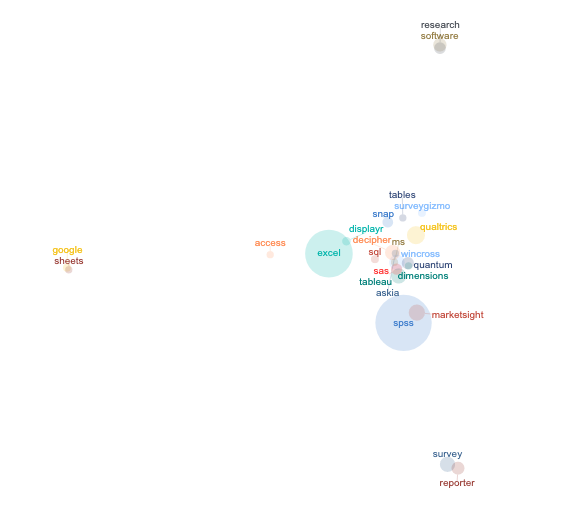 research
software
tables
surveygizmo
snap
qualtrics
displayr
decipher
ms
access
google
sheets
excel
sql
wincross
quantum
sas
dimensions
tableau
askia
spss
marketsight
survey
reporter